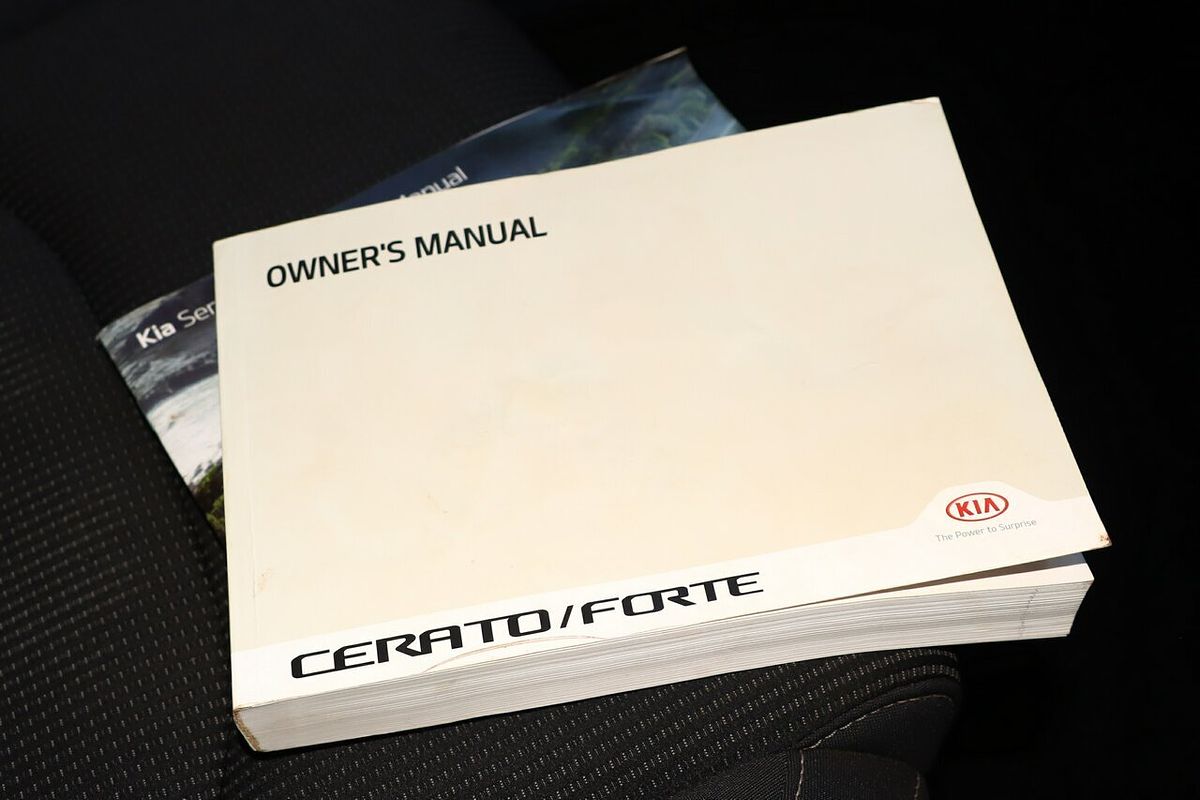 OWNER'S MANUAL
Kia
KIA
The Power to Surprise
CERATO/FORTE